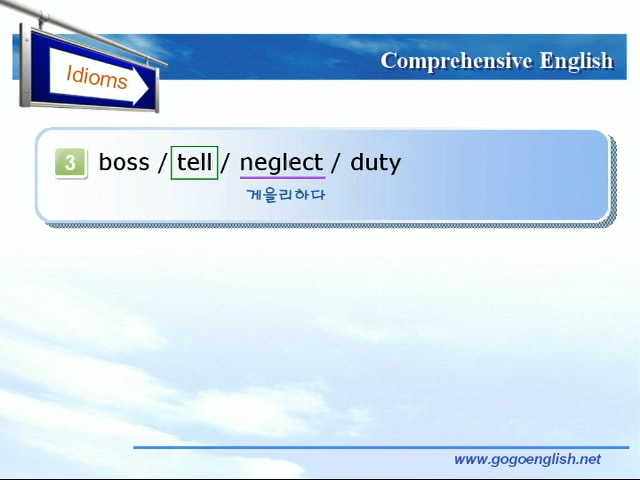 Idioms
Comprehensive English
3 boss / tell / neglect / duty
게을리하다
www.gogoenglish.net